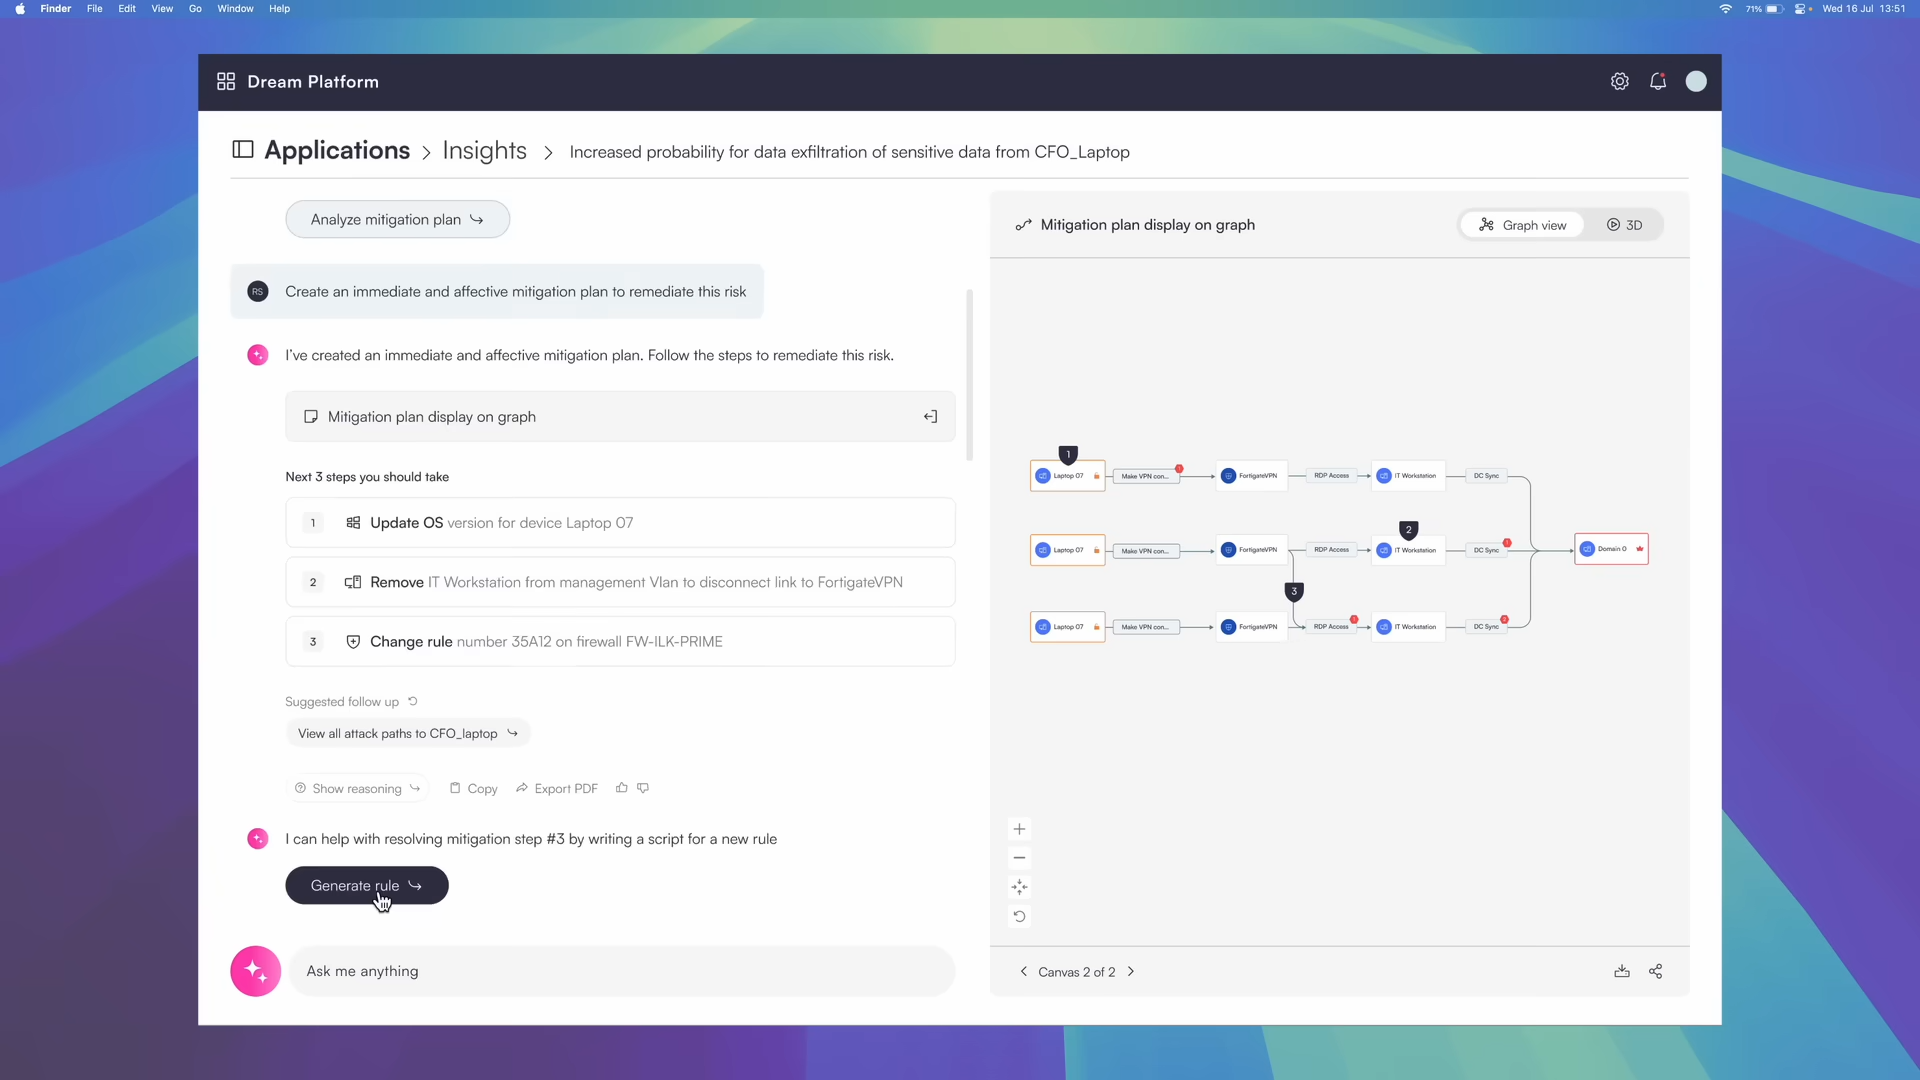 Finder File Edit View Go Window Help
71% Wed 16 Jul 13:51
Dream Platform
Applications > Insights > Increased probability for data exfiltration of sensitive data from CFO_Laptop
Analyze mitigation plan
RS Create an immediate and affective mitigation plan to remediate this risk
I've created an immediate and affective mitigation plan. Follow the steps to remediate this risk.
Mitigation plan display on graph
Next 3 steps you should take
1 Update OS version for device Laptop 07
2 Remove IT Workstation from management Vlan to disconnect link to FortigateVPN
3 Change rule number 35A12 on firewall FW-ILK-PRIME
Suggested follow up
View all attack paths to CFO_laptop
Show reasoning Copy Export PDF
I can help with resolving mitigation step #3 by writing a script for a new rule
Generate rule
Ask me anything
Mitigation plan display on graph
Graph view 3D
1
Laptop 07 Make VPN con... FortigateVPN RDP Access IT Workstation DC Sync
2
Laptop 07 Make VPN con... FortigateVPN RDP Access IT Workstation DC Sync Domain 0
3
Laptop 07 Make VPN con... FortigateVPN RDP Access IT Workstation DC Sync
Canvas 2 of 2